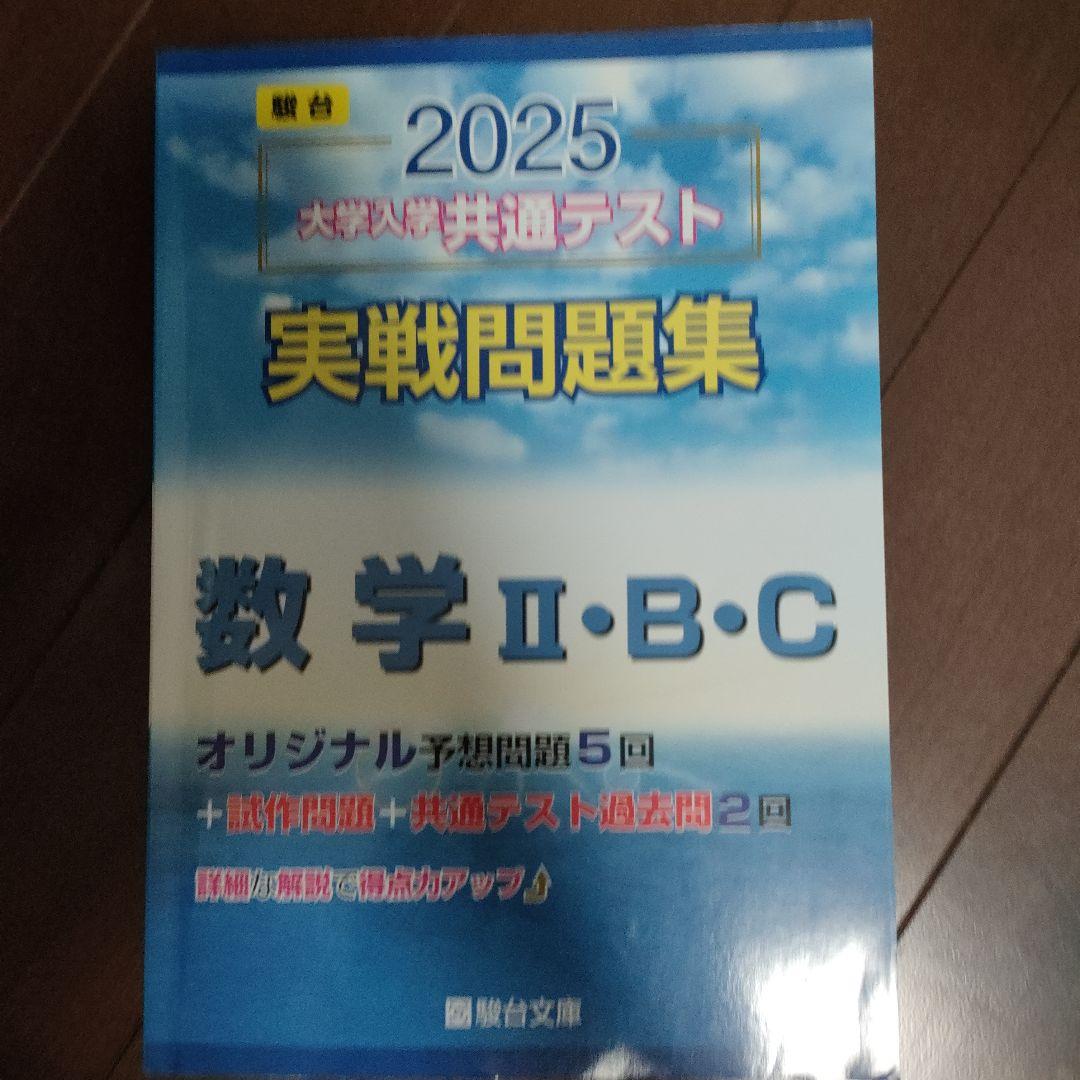 駿台
2025
大学入学共通テスト
実戦問題集
数学Ⅱ・B・C
オリジナル予想問題5回
+試作問題+共通テスト過去問2回
詳細な解説で得点力アップ
駿台文庫